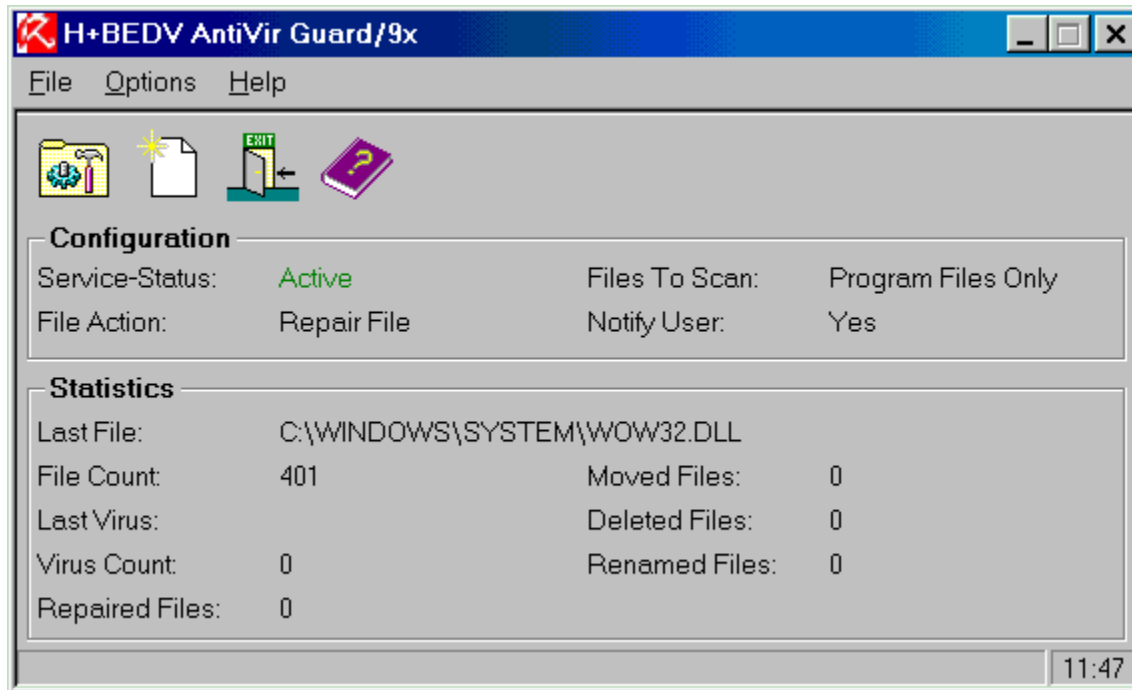 H+BEDV AntiVir Guard/9x
File Options Help
EXIT
?
Configuration
Service-Status: Active Files To Scan: Program Files Only
File Action: Repair File Notify User: Yes
Statistics
Last File: C:\WINDOWS\SYSTEM\WOW32.DLL
File Count: 401 Moved Files: 0
Last Virus: Deleted Files: 0
Virus Count: 0 Renamed Files: 0
Repaired Files: 0
11:47